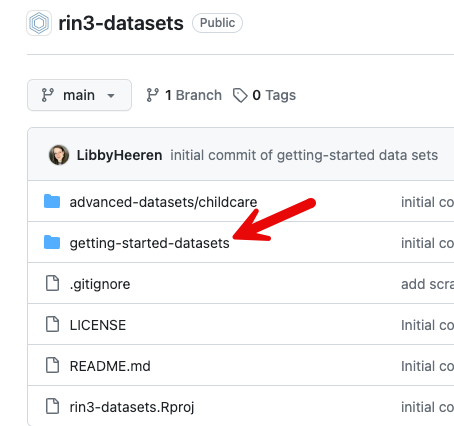 rin3-datasets Public
main 1 Branch 0 Tags
LibbyHeeren initial commit of getting-started data sets
advanced-datasets/childcare initial co
getting-started-datasets initial co
.gitignore add scra
LICENSE Initial co
README.md Initial co
rin3-datasets.Rproj initial co